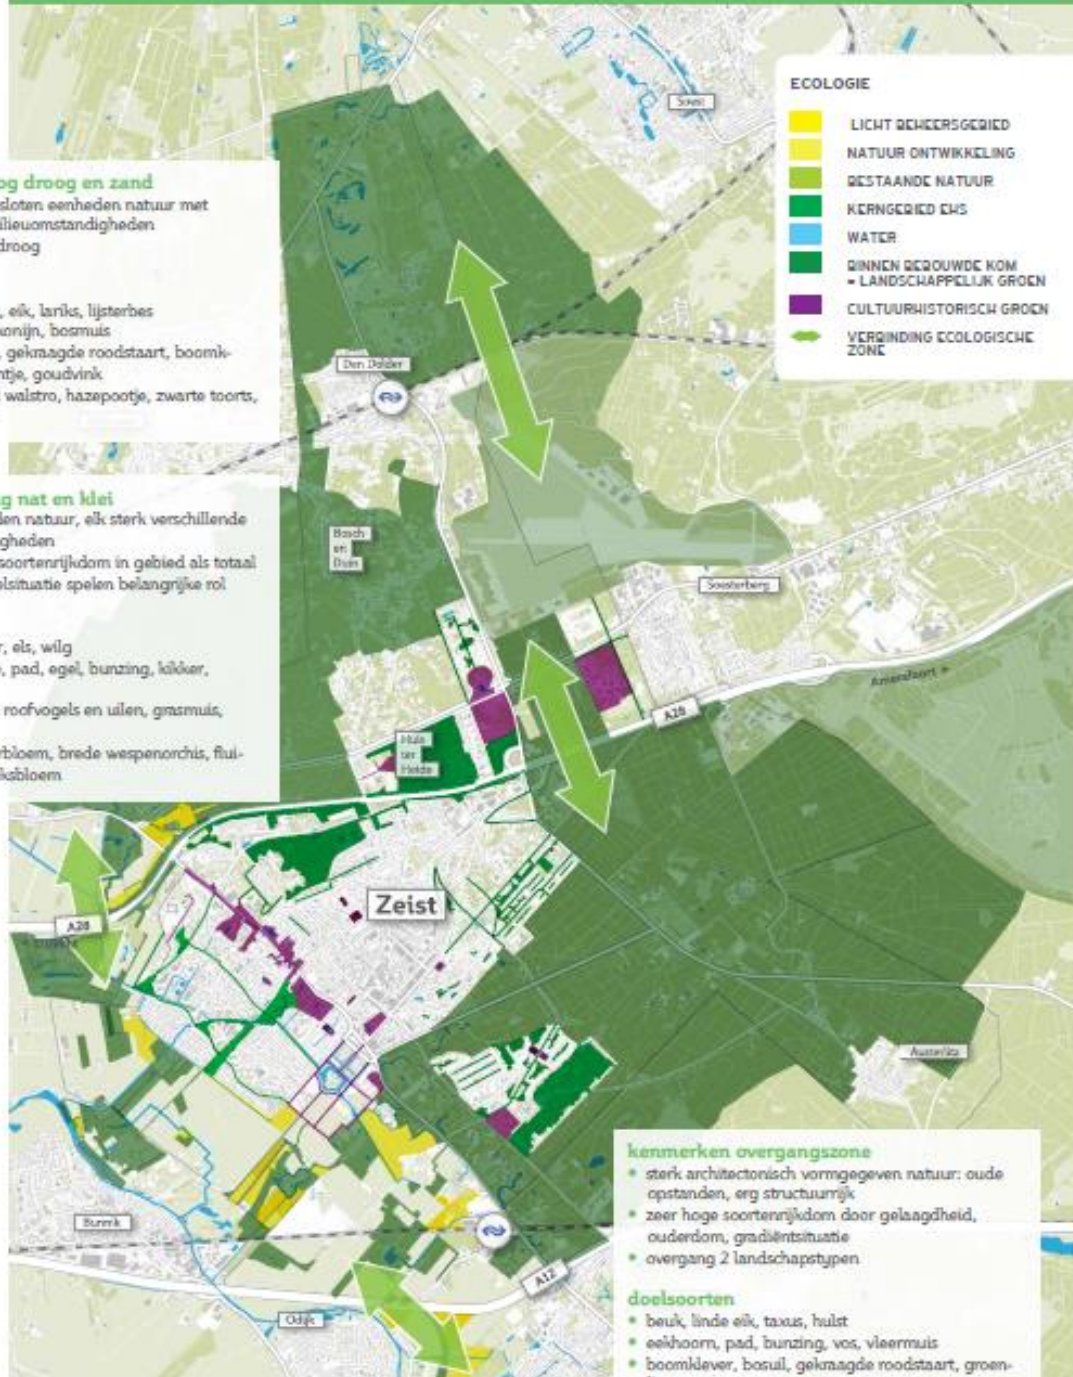 Soest
ECOLOGIE
LICHT BEHEERSGEBIED
NATUUR ONTWIKKELING
BESTAANDE NATUUR
KERNGEBIED EHS
WATER
BINNEN BEBOUWDE KOM
= LANDSCHAPPELIJK GROEN
CULTUURHISTORISCH GROEN
VERBINDING ECOLOGISCHE
ZONE
og droog en zand
sloten eenheden natuur met
ilieuomstandigheden
droog
, eik, lariks, lijsterbes
konijn, bosmuis
, gekraagde roodstaart, boomk-
ntje, goudvink
walstro, hazepootje, zwarte toorts,
Den Dolder
g nat en klei
den natuur, elk sterk verschillende
gheden
soortenrijkdom in gebied als totaal
elsituatie spelen belangrijke rol
r, els, wilg
, pad, egel, bunzing, kikker,
roofvogels en uilen, grasmuis,
rbloem, brede wespenorchis, flui-
ksbloem
Bosch
en
Duin
Soesterberg
Amersfoort
A28
Huis
ter
Heide
Zeist
A28
Austerlitz
Bunnik
Odijk
A12
kenmerken overgangszone
• sterk architectonisch vormgegeven natuur: oude
opstanden, erg structuurrijk
• zeer hoge soortenrijkdom door gelaagdheid,
ouderdom, gradiëntsituatie
• overgang 2 landschapstypen
doelsoorten
• beuk, linde eik, taxus, hulst
• eekhoorn, pad, bunzing, vos, vleermuis
• boomklever, bosuil, gekraagde roodstaart, groen-